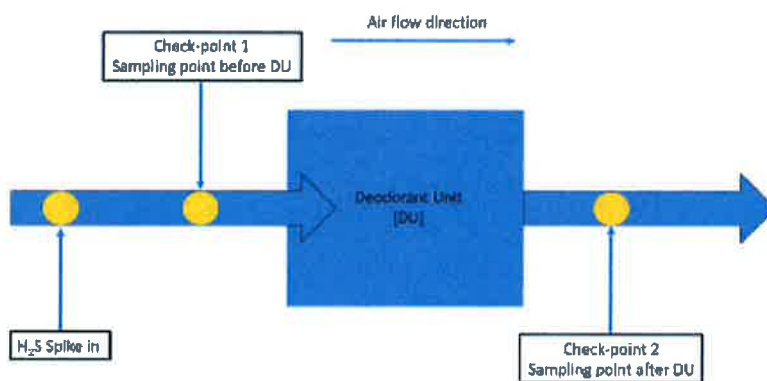 Air flow direction
Check-point 1
Sampling point before DU
Deodorant Unit
[DU]
H₂S Spike in
Check-point 2
Sampling point after DU